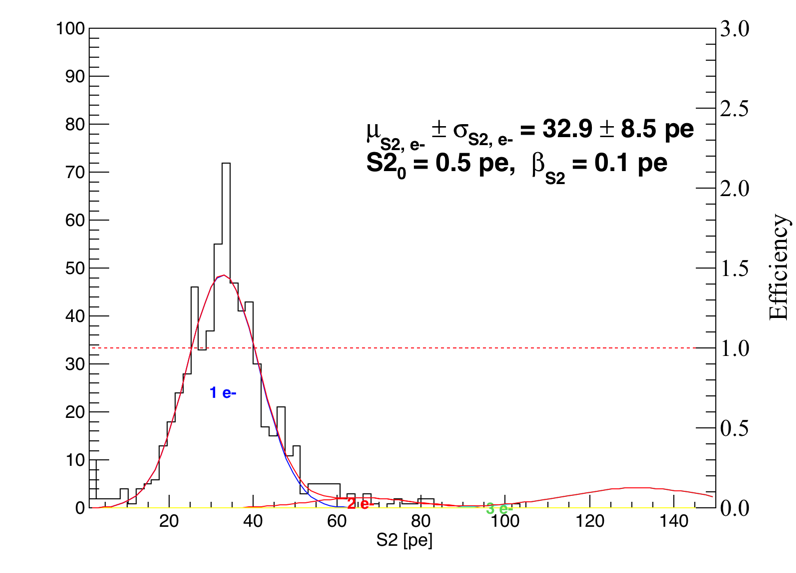 100
90
80
70
60
50
40
30
20
10
0
3.0
2.5
2.0
1.5
1.0
0.5
0.0
Efficiency
μS2, e- ± σS2, e- = 32.9 ± 8.5 pe
S20 = 0.5 pe, βS2 = 0.1 pe
1 e-
2 e-
3 e-
20 40 60 80 100 120 140
S2 [pe]